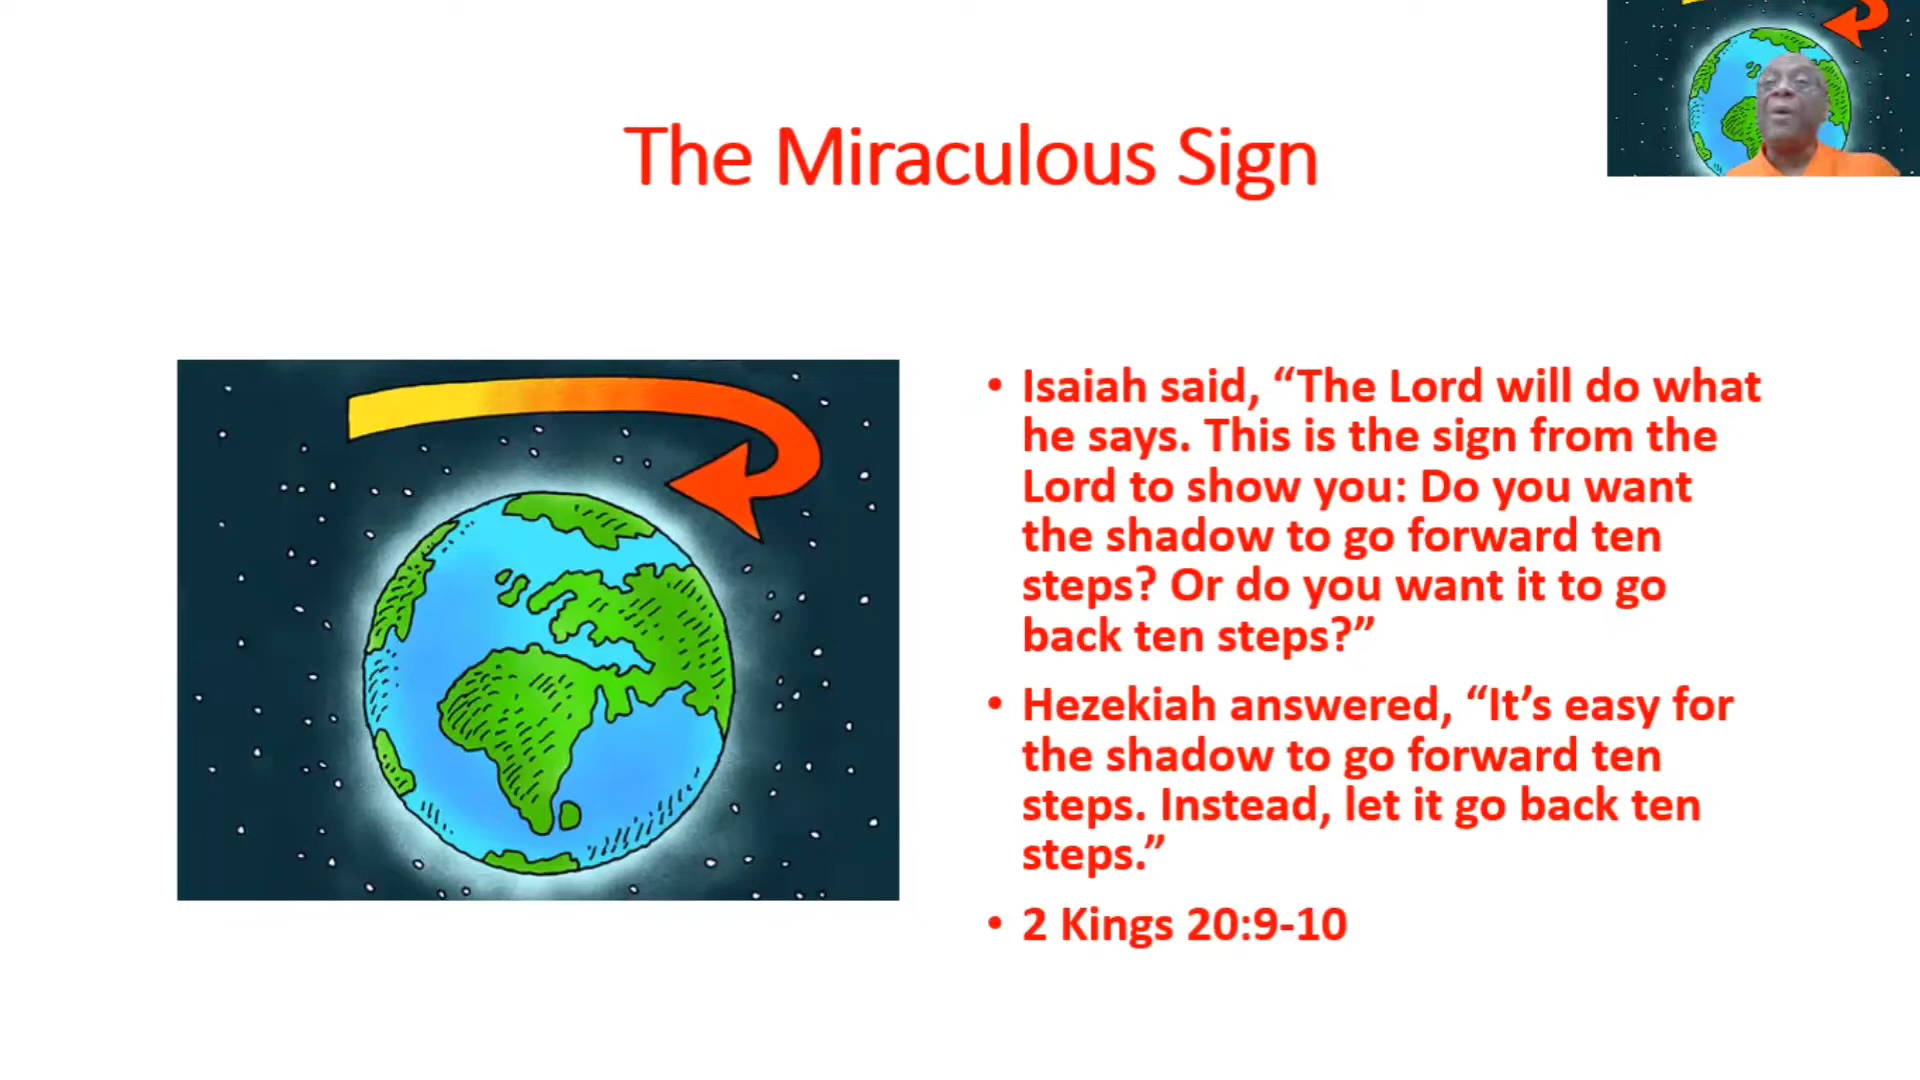 The Miraculous Sign
• Isaiah said, “The Lord will do what
he says. This is the sign from the
Lord to show you: Do you want
the shadow to go forward ten
steps? Or do you want it to go
back ten steps?”
• Hezekiah answered, “It’s easy for
the shadow to go forward ten
steps. Instead, let it go back ten
steps.”
• 2 Kings 20:9-10